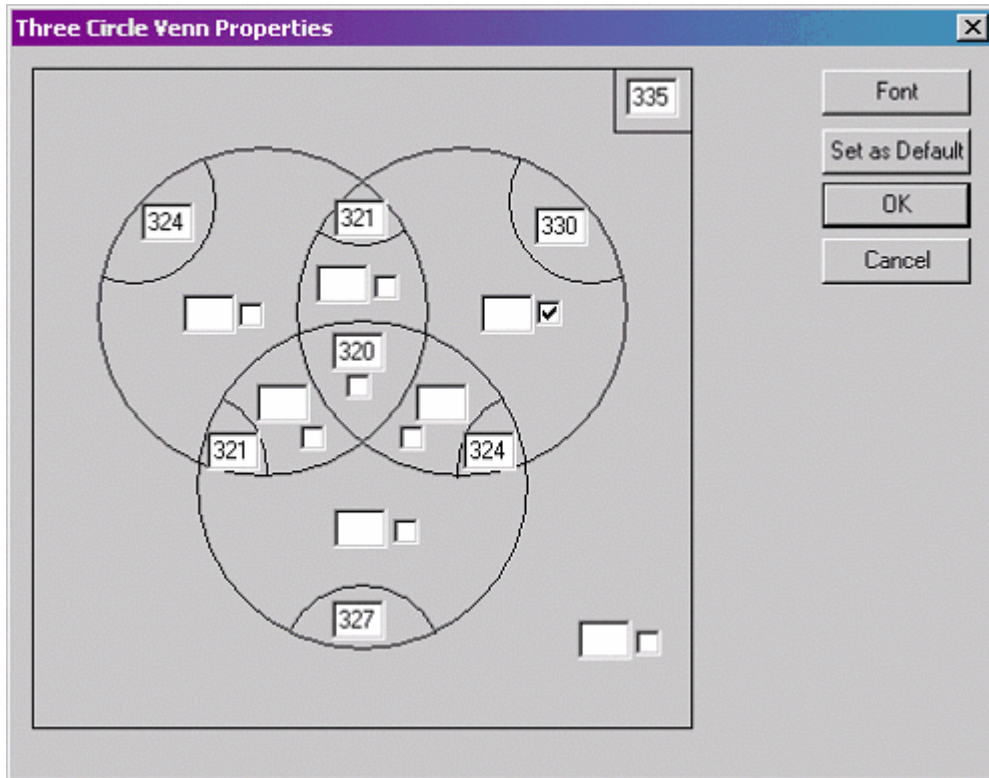 Three Circle Venn Properties
335
Font
Set as Default
OK
Cancel
324
321
330
320
321
324
327